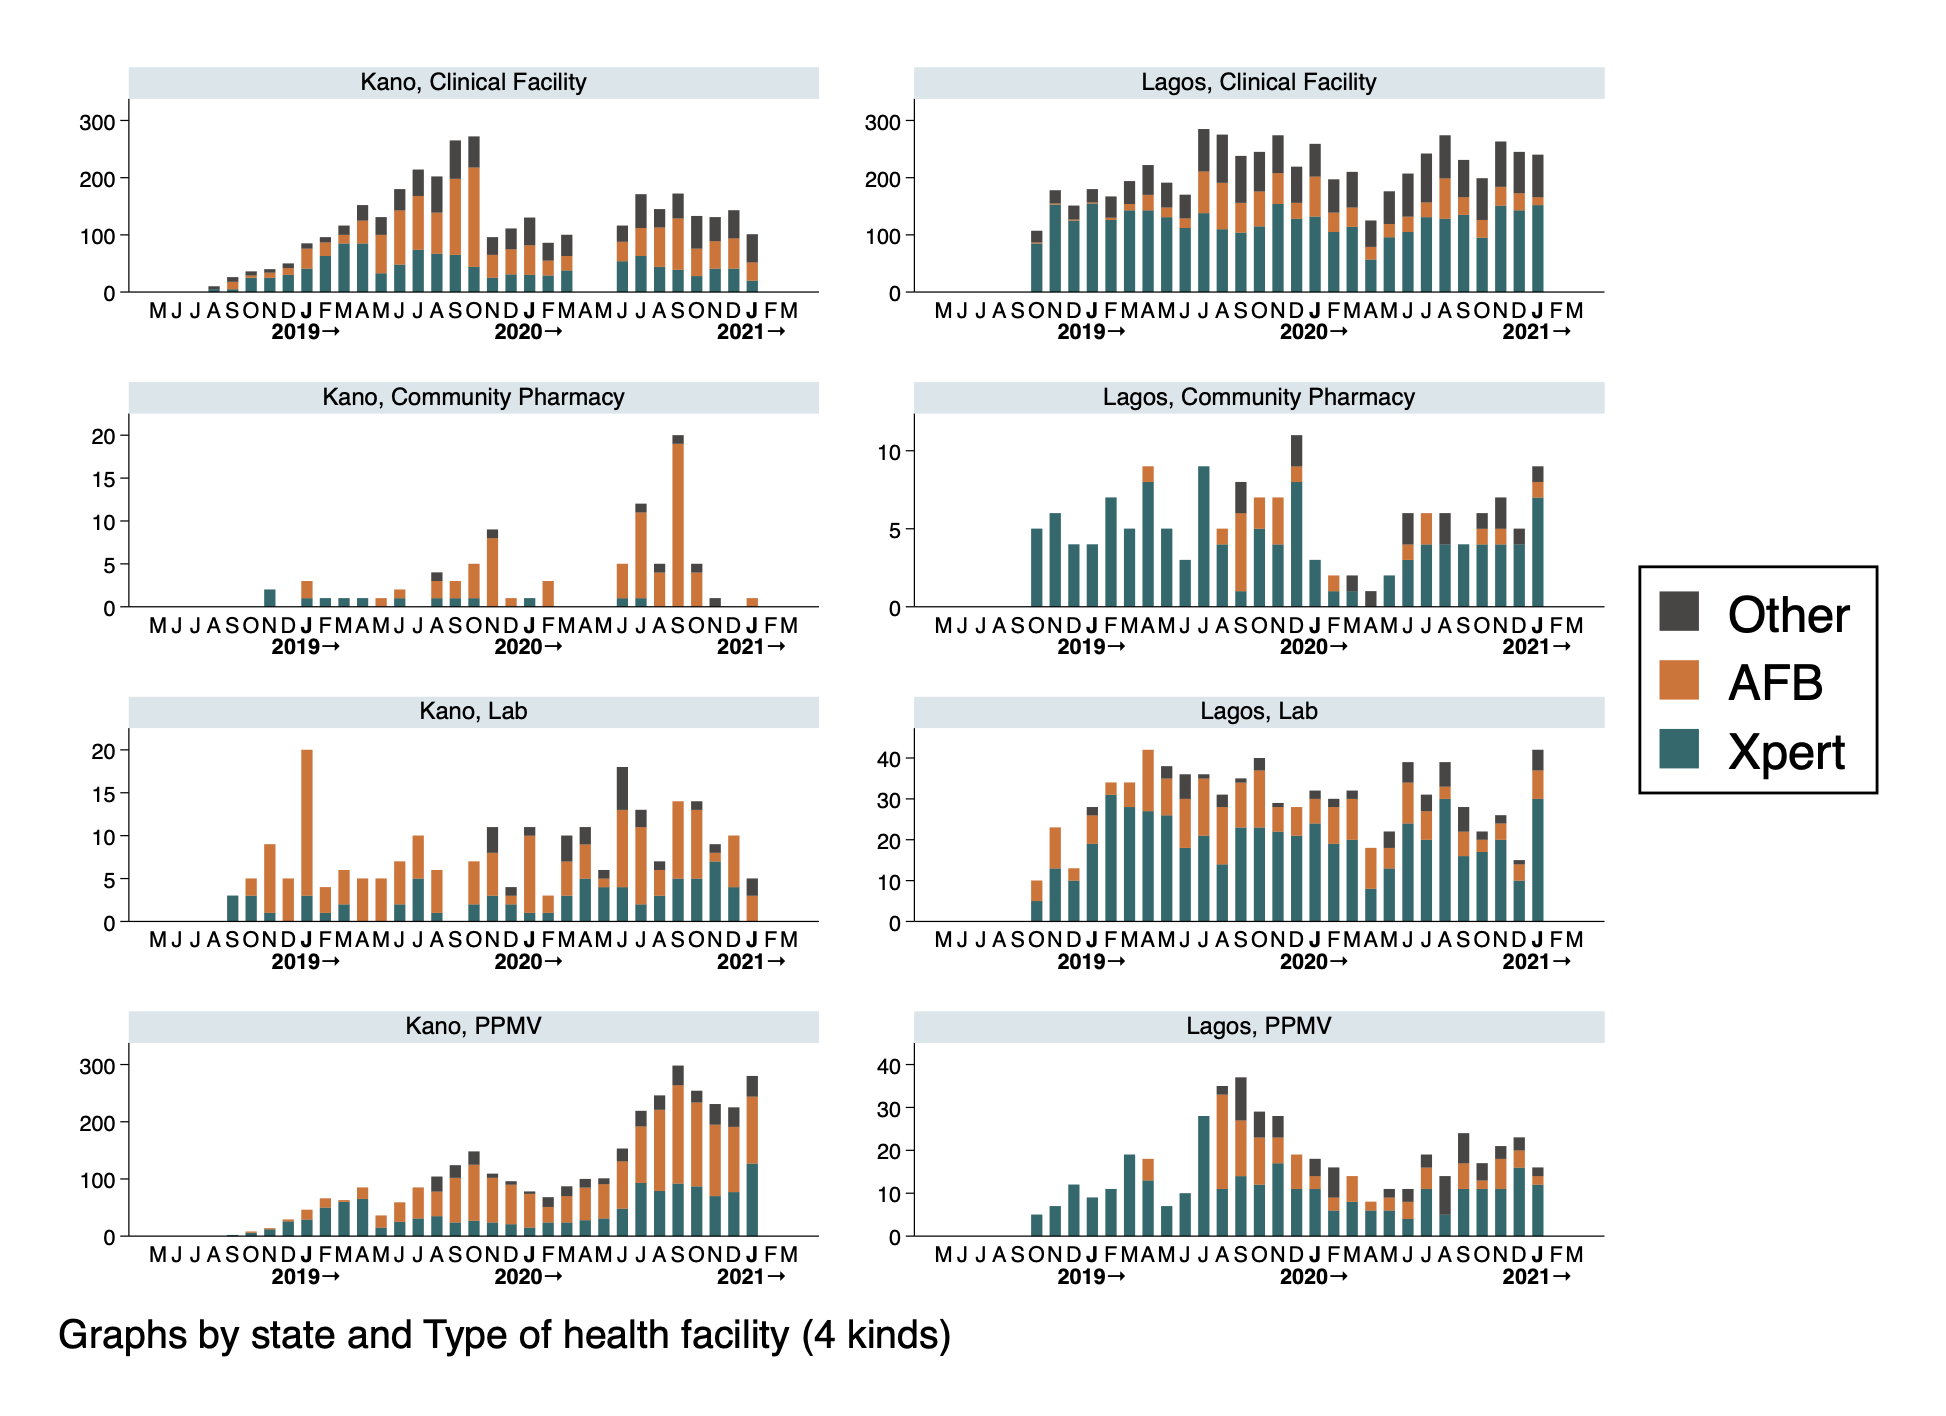 Kano, Clinical Facility
300
200
100
0
M J J A S O N D J F M A M J J A S O N D J F M A M J J A S O N D J F M
2019→ 2020→ 2021→
Lagos, Clinical Facility
300
200
100
0
M J J A S O N D J F M A M J J A S O N D J F M A M J J A S O N D J F M
2019→ 2020→ 2021→
Kano, Community Pharmacy
20
15
10
5
0
M J J A S O N D J F M A M J J A S O N D J F M A M J J A S O N D J F M
2019→ 2020→ 2021→
Lagos, Community Pharmacy
10
5
0
M J J A S O N D J F M A M J J A S O N D J F M A M J J A S O N D J F M
2019→ 2020→ 2021→
Kano, Lab
20
15
10
5
0
M J J A S O N D J F M A M J J A S O N D J F M A M J J A S O N D J F M
2019→ 2020→ 2021→
Lagos, Lab
40
30
20
10
0
M J J A S O N D J F M A M J J A S O N D J F M A M J J A S O N D J F M
2019→ 2020→ 2021→
Kano, PPMV
300
200
100
0
M J J A S O N D J F M A M J J A S O N D J F M A M J J A S O N D J F M
2019→ 2020→ 2021→
Lagos, PPMV
40
30
20
10
0
M J J A S O N D J F M A M J J A S O N D J F M A M J J A S O N D J F M
2019→ 2020→ 2021→
Other
AFB
Xpert
Graphs by state and Type of health facility (4 kinds)